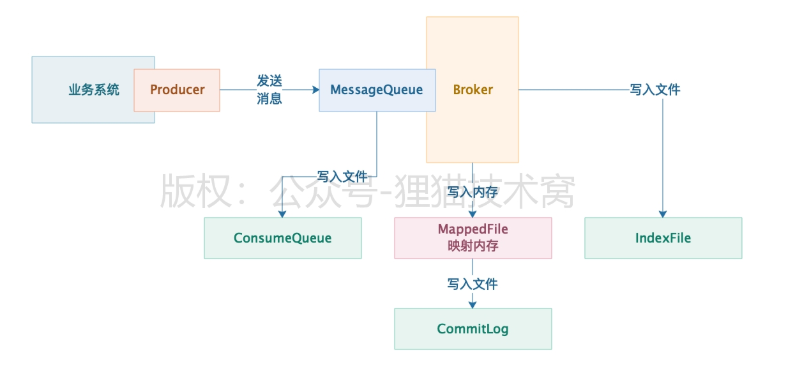 业务系统
Producer
发送
消息
MessageQueue
Broker
写入文件
写入文件
版权：公众号-狸猫技术窝
写入内存
ConsumeQueue
MappedFile
映射内存
IndexFile
写入文件
CommitLog